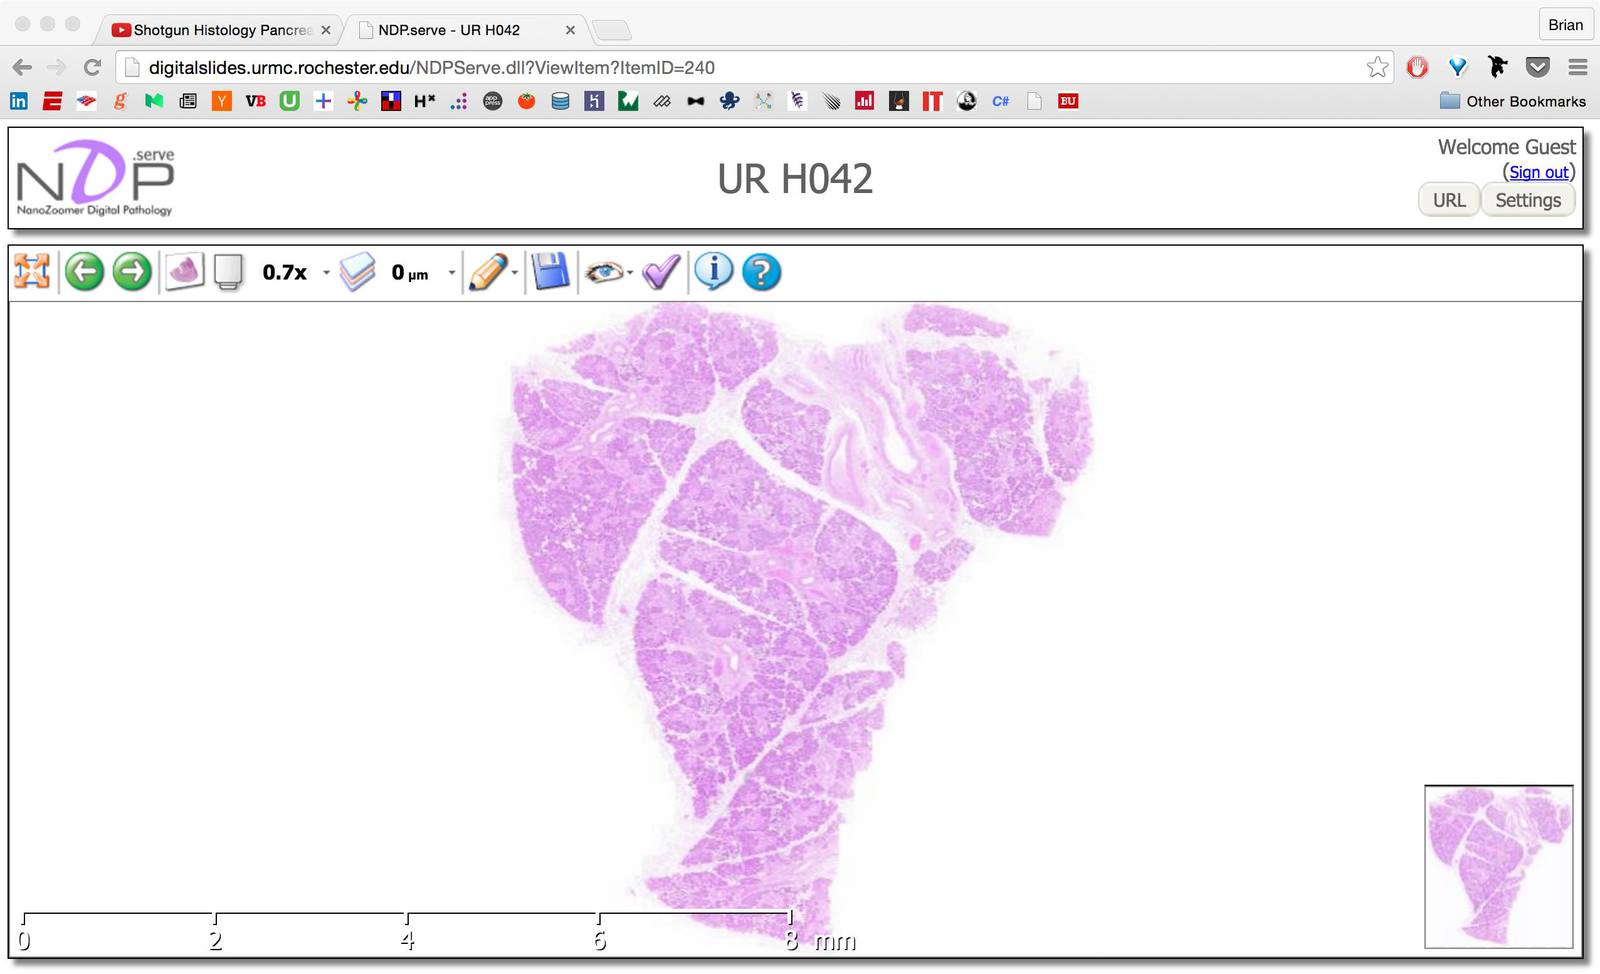 Shotgun Histology Pancrea
NDP.serve - UR H042
Brian
digitalslides.urmc.rochester.edu/NDPServe.dll?ViewItem?ItemID=240
in E g Y VB U + H× app press h IT C# BU
Other Bookmarks
NDP .serve
NanoZoomer Digital Pathology
UR H042
Welcome Guest
(Sign out)
URL Settings
0.7x 0 µm i ?
0 2 4 6 8 mm